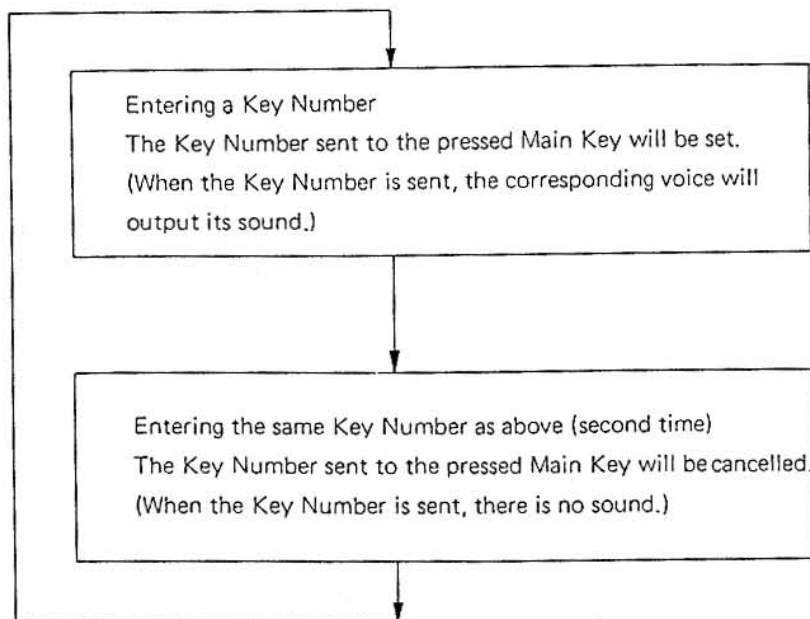 Entering a Key Number
The Key Number sent to the pressed Main Key will be set.
(When the Key Number is sent, the corresponding voice will
output its sound.)
Entering the same Key Number as above (second time)
The Key Number sent to the pressed Main Key will be cancelled.
(When the Key Number is sent, there is no sound.)